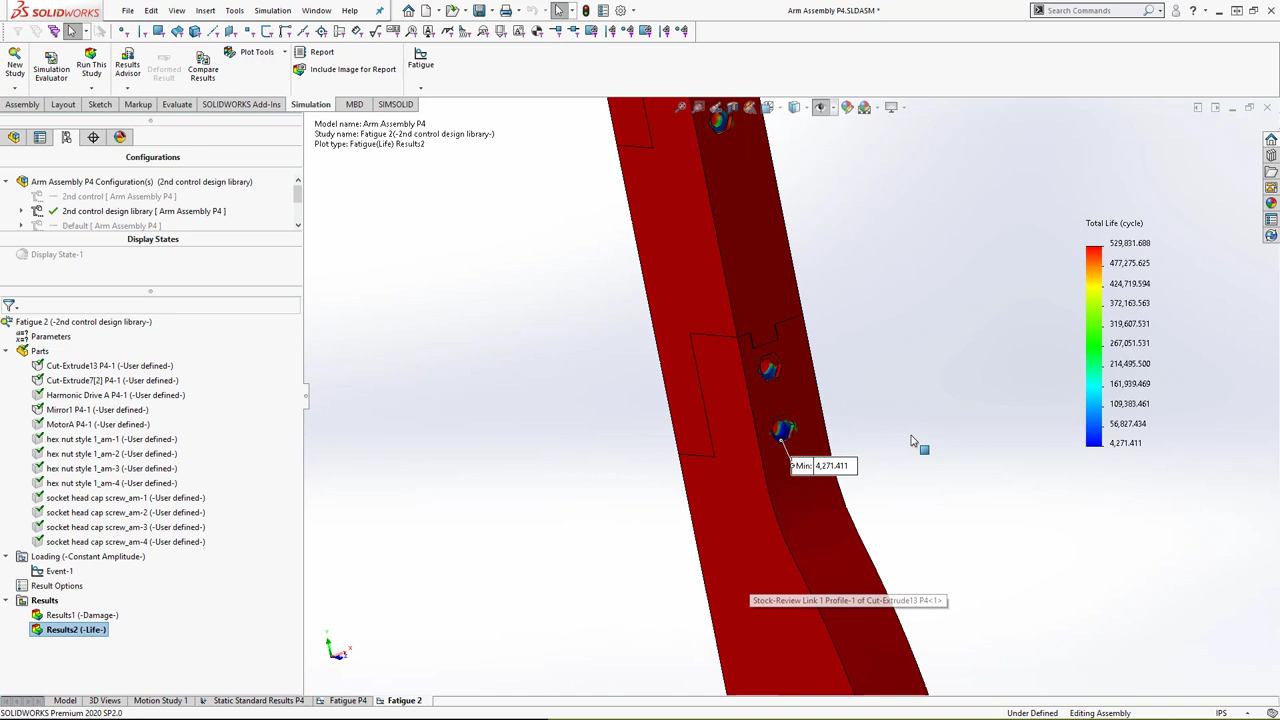 SOLIDWORKS
File
Edit
View
Insert
Tools
Simulation
Window
Help
Arm Assembly P4.SLDASM *
Search Commands
New Study
Simulation Evaluator
Run This Study
Results Advisor
Deformed Result
Compare Results
Plot Tools
Report
Include Image for Report
Fatigue
Assembly
Layout
Sketch
Markup
Evaluate
SOLIDWORKS Add-Ins
Simulation
MBD
SIMSOLID
Model name: Arm Assembly P4
Study name: Fatigue 2(-2nd control design library-)
Plot type: Fatigue(Life) Results2
Configurations
Arm Assembly P4 Configuration(s) (2nd control design library)
2nd control [ Arm Assembly P4 ]
2nd control design library [ Arm Assembly P4 ]
Default [ Arm Assembly P4 ]
Display States
Display State-1
Fatigue 2 (-2nd control design library-)
Parameters
Parts
Cut-Extrude13 P4-1 (-User defined-)
Cut-Extrude7[2] P4-1 (-User defined-)
Harmonic Drive A P4-1 (-User defined-)
Mirror1 P4-1 (-User defined-)
MotorA P4-1 (-User defined-)
hex nut style 1_am-1 (-User defined-)
hex nut style 1_am-2 (-User defined-)
hex nut style 1_am-3 (-User defined-)
hex nut style 1_am-4 (-User defined-)
socket head cap screw_am-1 (-User defined-)
socket head cap screw_am-2 (-User defined-)
socket head cap screw_am-3 (-User defined-)
socket head cap screw_am-4 (-User defined-)
Loading (-Constant Amplitude-)
Event-1
Result Options
Results
Results1 (-Damage-)
Results2 (-Life-)
Total Life (cycle)
529,831.688
477,275.625
424,719.594
372,163.563
319,607.531
267,051.531
214,495.500
161,939.469
109,383.461
56,827.434
4,271.411
Min: 4,271.411
Stock-Review Link 1 Profile-1 of Cut-Extrude13 P4<1>
Model
3D Views
Motion Study 1
Static Standard Results P4
Fatigue P4
Fatigue 2
SOLIDWORKS Premium 2020 SP2.0
Under Defined
Editing Assembly
IPS